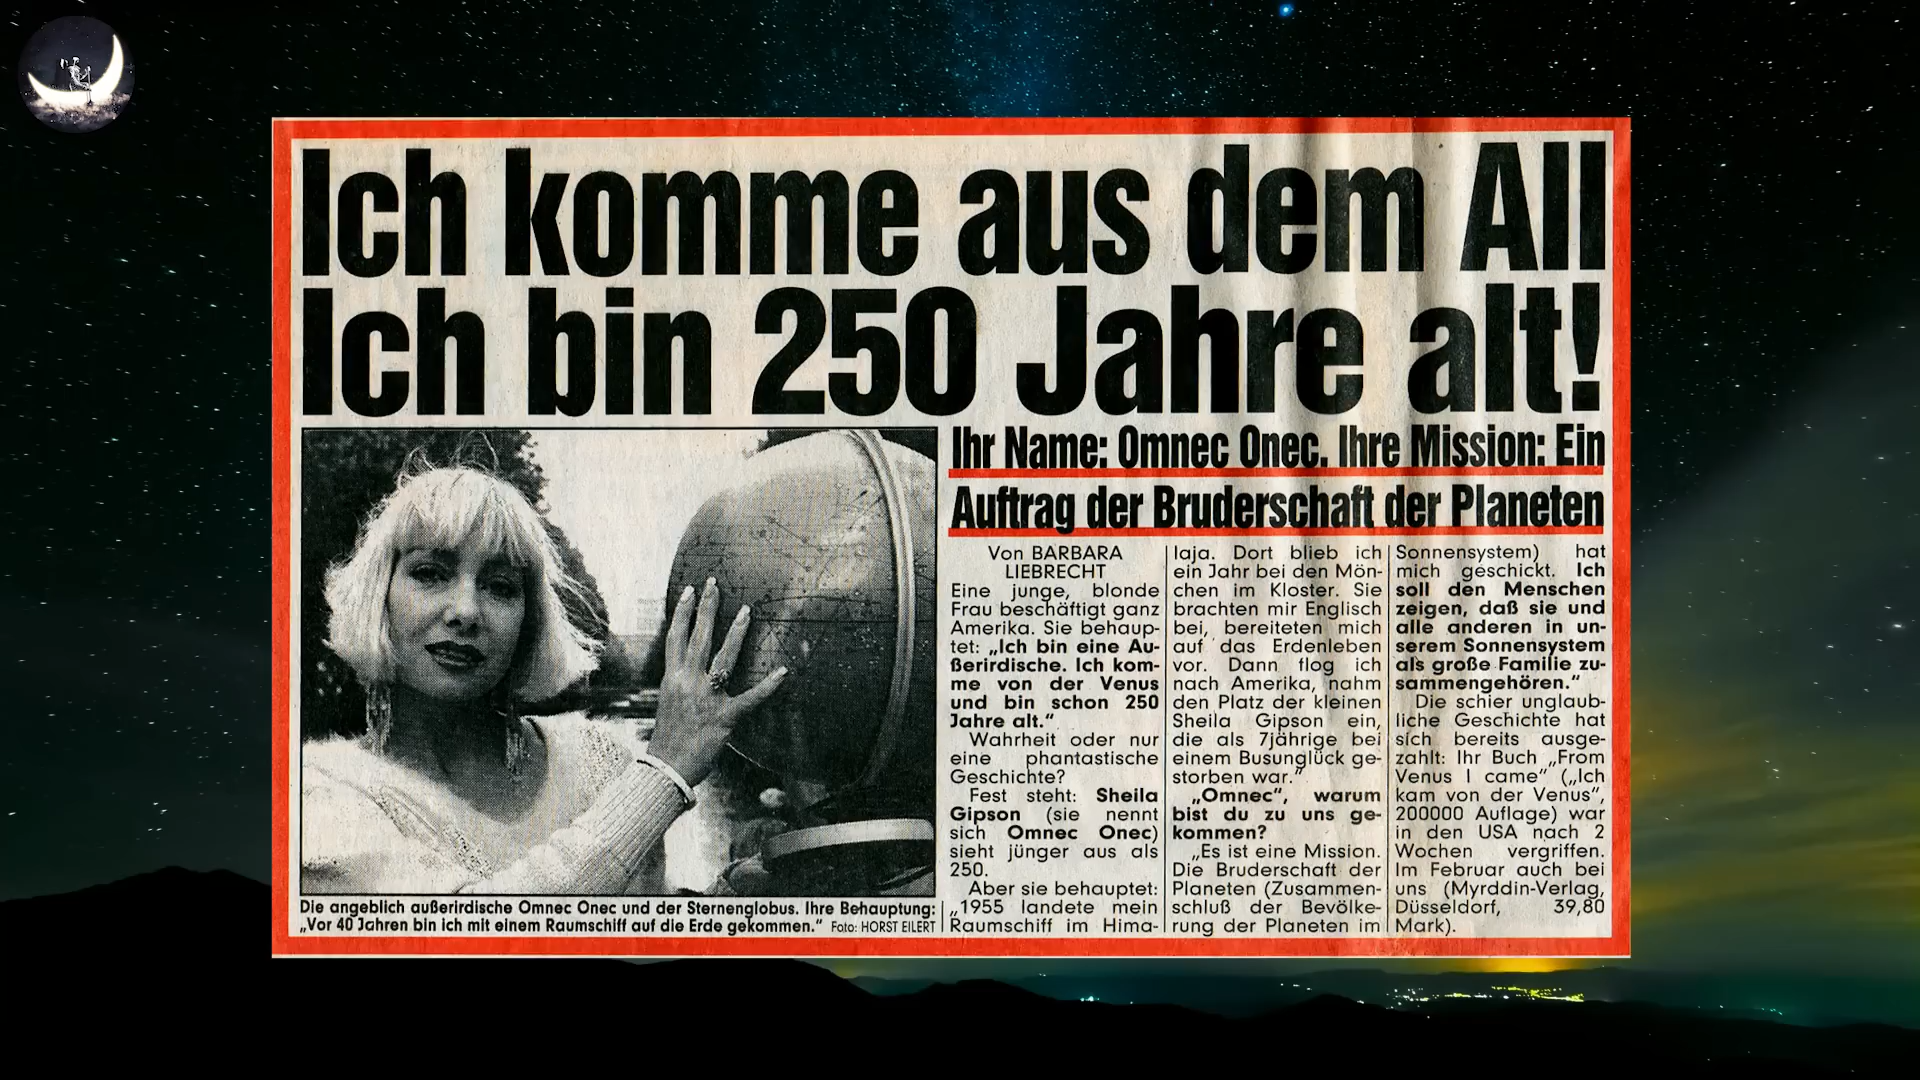 Ich komme aus dem All
Ich bin 250 Jahre alt!
Ihr Name: Omnec Onec. Ihre Mission: Ein
Auftrag der Bruderschaft der Planeten
Die angeblich außerirdische Omnec Onec und der Sternenglobus. Ihre Behauptung:
„Vor 40 Jahren bin ich mit einem Raumschiff auf die Erde gekommen.“ Foto: HORST EILERT
Von BARBARA
LIEBRECHT
Eine junge, blonde
Frau beschäftigt ganz
Amerika. Sie behaup-
tet: „Ich bin eine Au-
ßerirdische. Ich kom-
me von der Venus
und bin schon 250
Jahre alt.“
Wahrheit oder nur
eine phantastische
Geschichte?
Fest steht: Sheila
Gipson (sie nennt
sich Omnec Onec)
sieht jünger aus als
250.
Aber sie behauptet:
„1955 landete mein
Raumschiff im Hima-
laja. Dort blieb ich
ein Jahr bei den Mön-
chen im Kloster. Sie
brachten mir Englisch
bei, bereiteten mich
auf das Erdenleben
vor. Dann flog ich
nach Amerika, nahm
den Platz der kleinen
Sheila Gipson ein,
die als 7jährige bei
einem Busunglück ge-
storben war.“
„Omnec“, warum
bist du zu uns ge-
kommen?
„Es ist eine Mission.
Die Bruderschaft der
Planeten (Zusammen-
schluß der Bevölke-
rung der Planeten im
Sonnensystem) hat
mich geschickt. Ich
soll den Menschen
zeigen, daß sie und
alle anderen in un-
serem Sonnensystem
als große Familie zu-
sammengehören.“
Die schier unglaub-
liche Geschichte hat
sich bereits ausge-
zahlt: Ihr Buch „From
Venus I came“ („Ich
kam von der Venus“,
200000 Auflage) war
in den USA nach 2
Wochen vergriffen.
Im Februar auch bei
uns (Myrddin-Verlag,
Düsseldorf, 39,80
Mark).